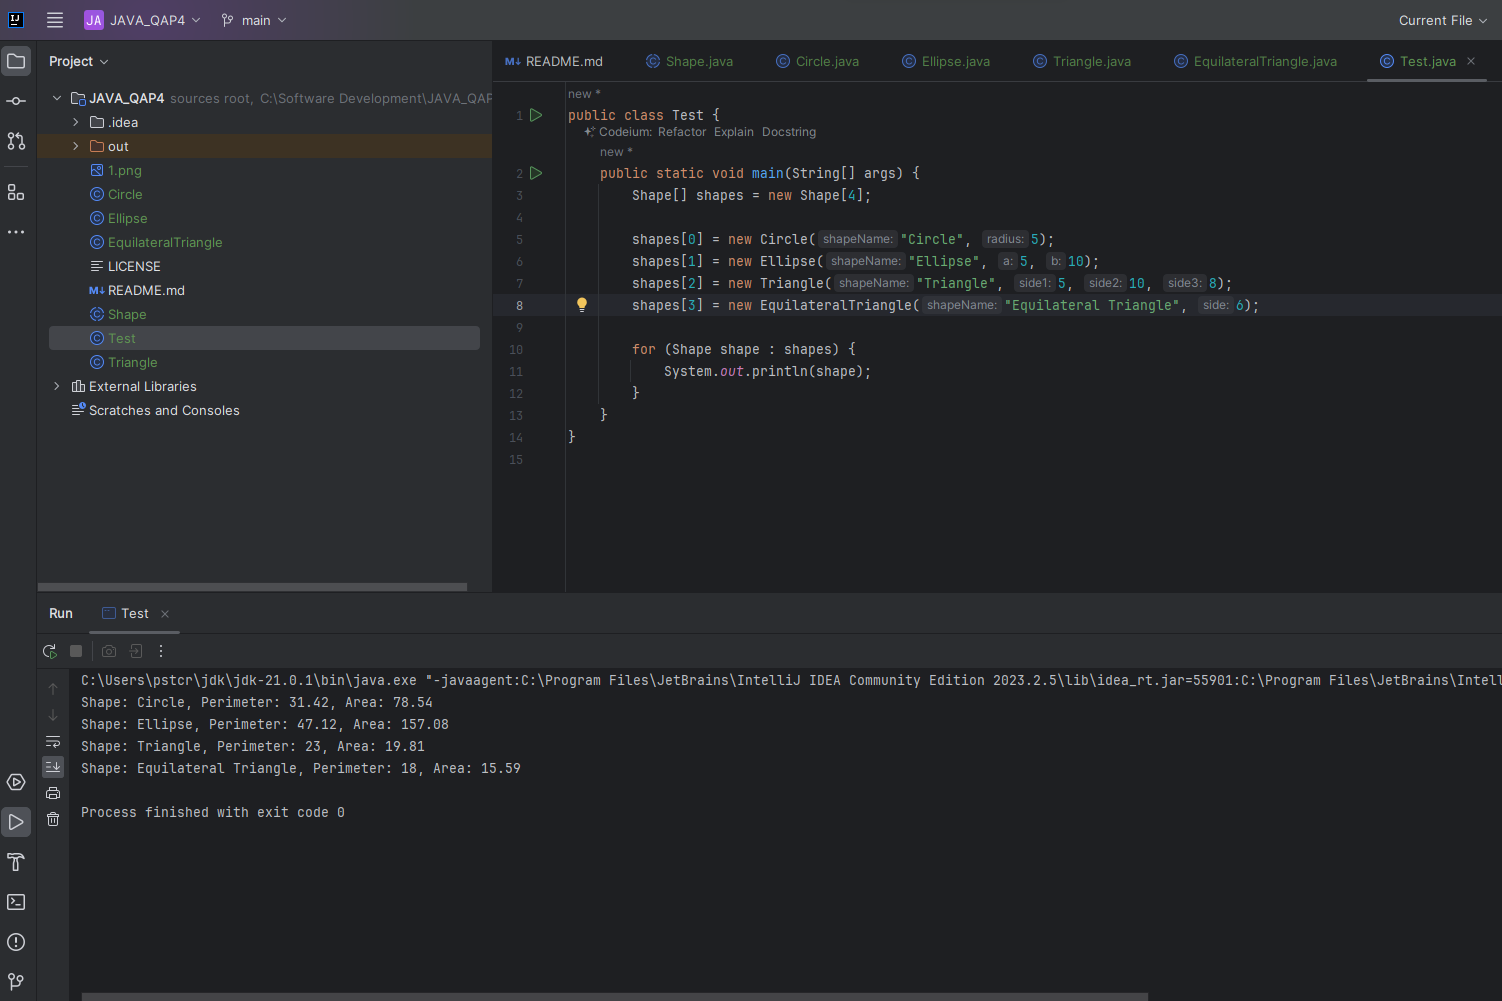 IJ
JA JAVA_QAP4 main Current File
Project
README.md Shape.java Circle.java Ellipse.java Triangle.java EquilateralTriangle.java Test.java
JAVA_QAP4 sources root, C:\Software Development\JAVA_QAP
.idea
out
1.png
Circle
Ellipse
EquilateralTriangle
LICENSE
README.md
Shape
Test
Triangle
External Libraries
Scratches and Consoles
new *
1 public class Test {
Codeium: Refactor Explain Docstring
new *
2 public static void main(String[] args) {
3 Shape[] shapes = new Shape[4];
4
5 shapes[0] = new Circle( shapeName: "Circle", radius: 5);
6 shapes[1] = new Ellipse( shapeName: "Ellipse", a: 5, b: 10);
7 shapes[2] = new Triangle( shapeName: "Triangle", side1: 5, side2: 10, side3: 8);
8 shapes[3] = new EquilateralTriangle( shapeName: "Equilateral Triangle", side: 6);
9
10 for (Shape shape : shapes) {
11 System.out.println(shape);
12 }
13 }
14 }
15
Run Test
C:\Users\pstcr\jdk\jdk-21.0.1\bin\java.exe "-javaagent:C:\Program Files\JetBrains\IntelliJ IDEA Community Edition 2023.2.5\lib\idea_rt.jar=55901:C:\Program Files\JetBrains\Intell
Shape: Circle, Perimeter: 31.42, Area: 78.54
Shape: Ellipse, Perimeter: 47.12, Area: 157.08
Shape: Triangle, Perimeter: 23, Area: 19.81
Shape: Equilateral Triangle, Perimeter: 18, Area: 15.59
Process finished with exit code 0